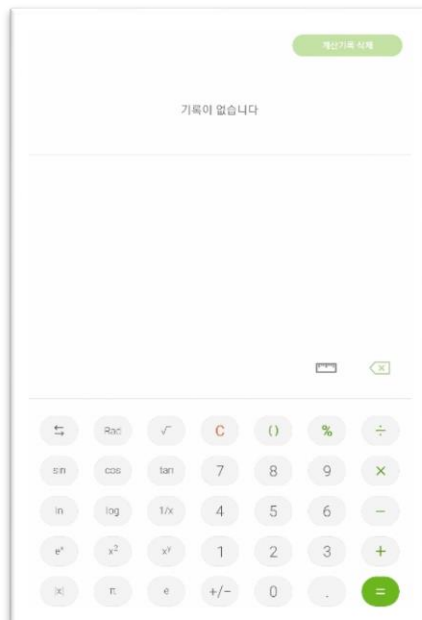 계산기록 삭제
기록이 없습니다
⇆ Rad √ C () % ÷
sin cos tan 7 8 9 ×
ln log 1/x 4 5 6 −
eˣ x² xʸ 1 2 3 +
|x| π e +/− 0 . =